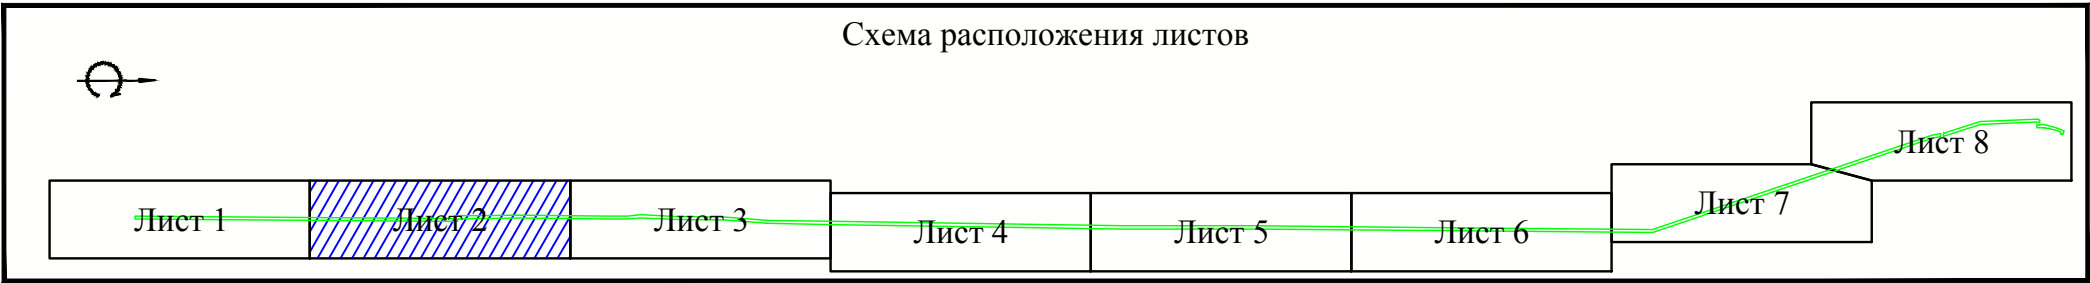 Схема расположения листов
Лист 1
Лист 2
Лист 3
Лист 4
Лист 5
Лист 6
Лист 7
Лист 8